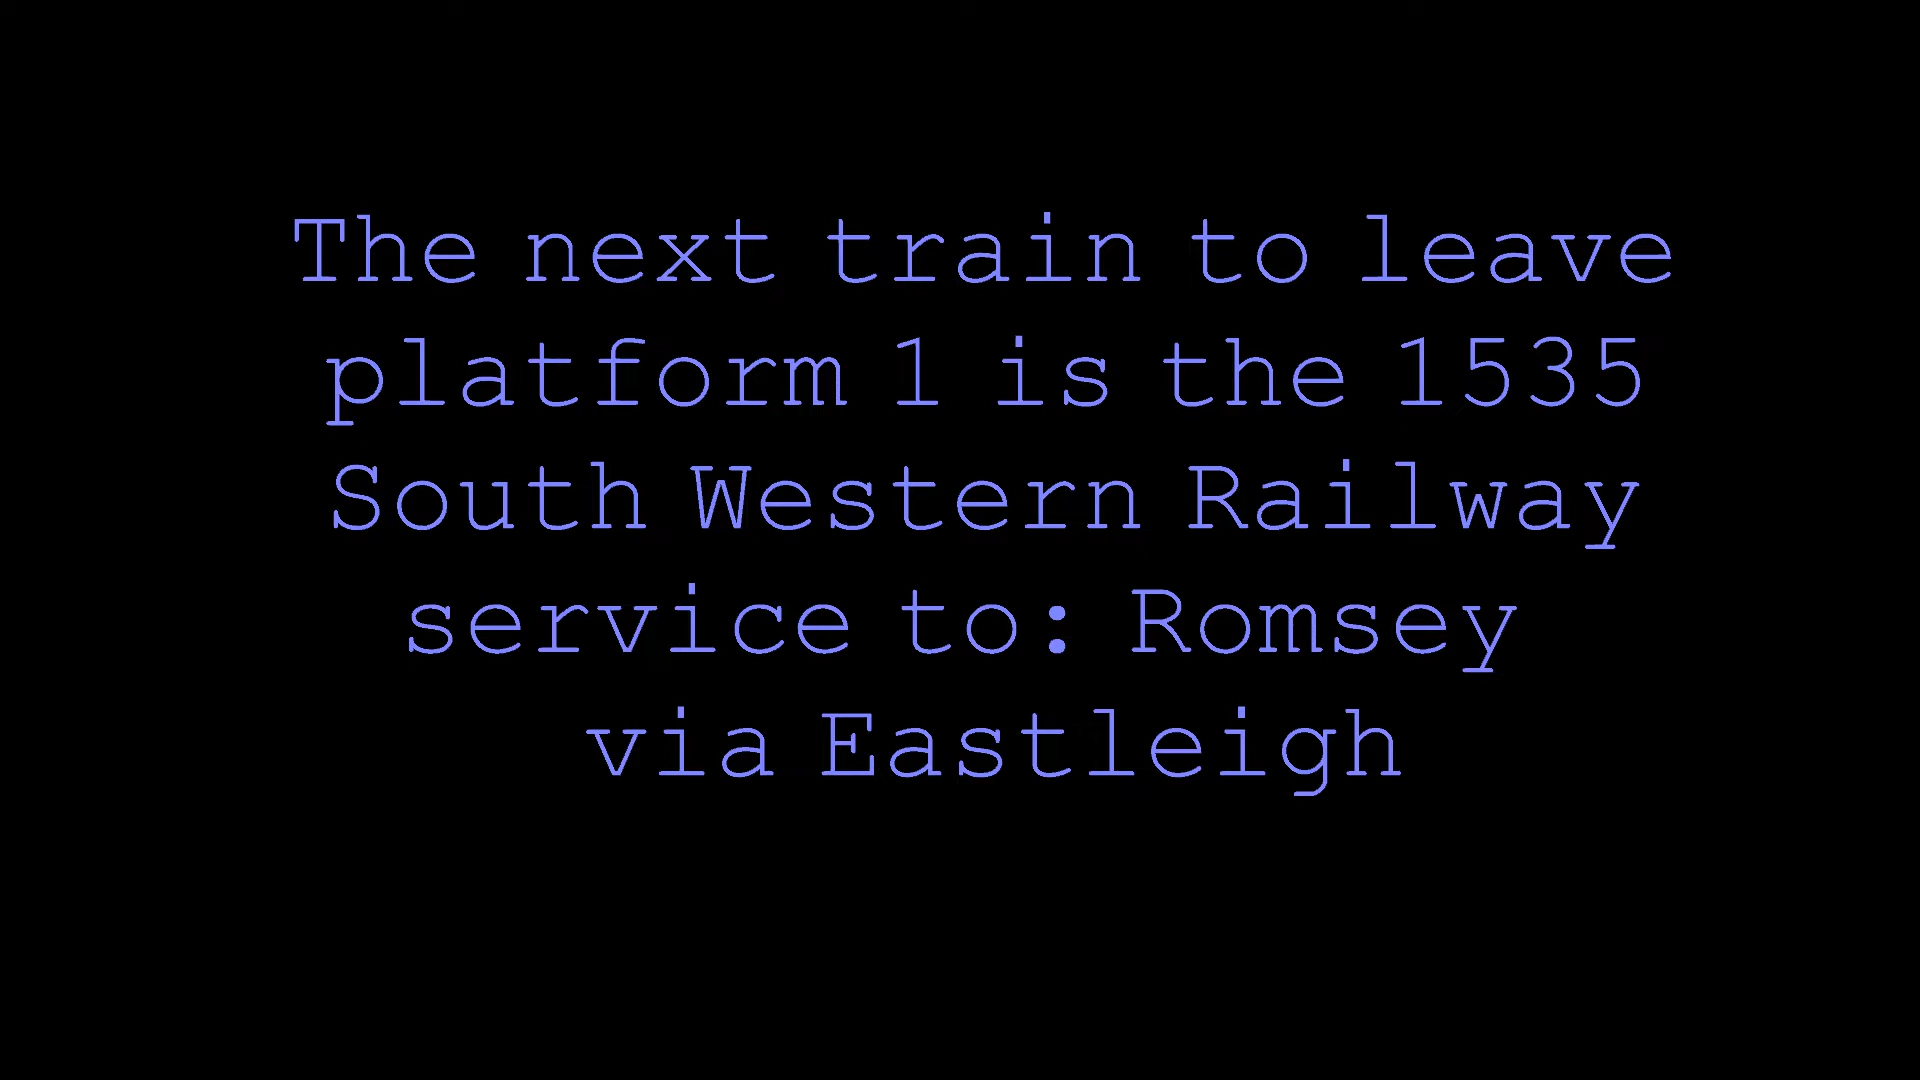 The next train to leave
platform 1 is the 1535
South Western Railway
service to: Romsey
via Eastleigh